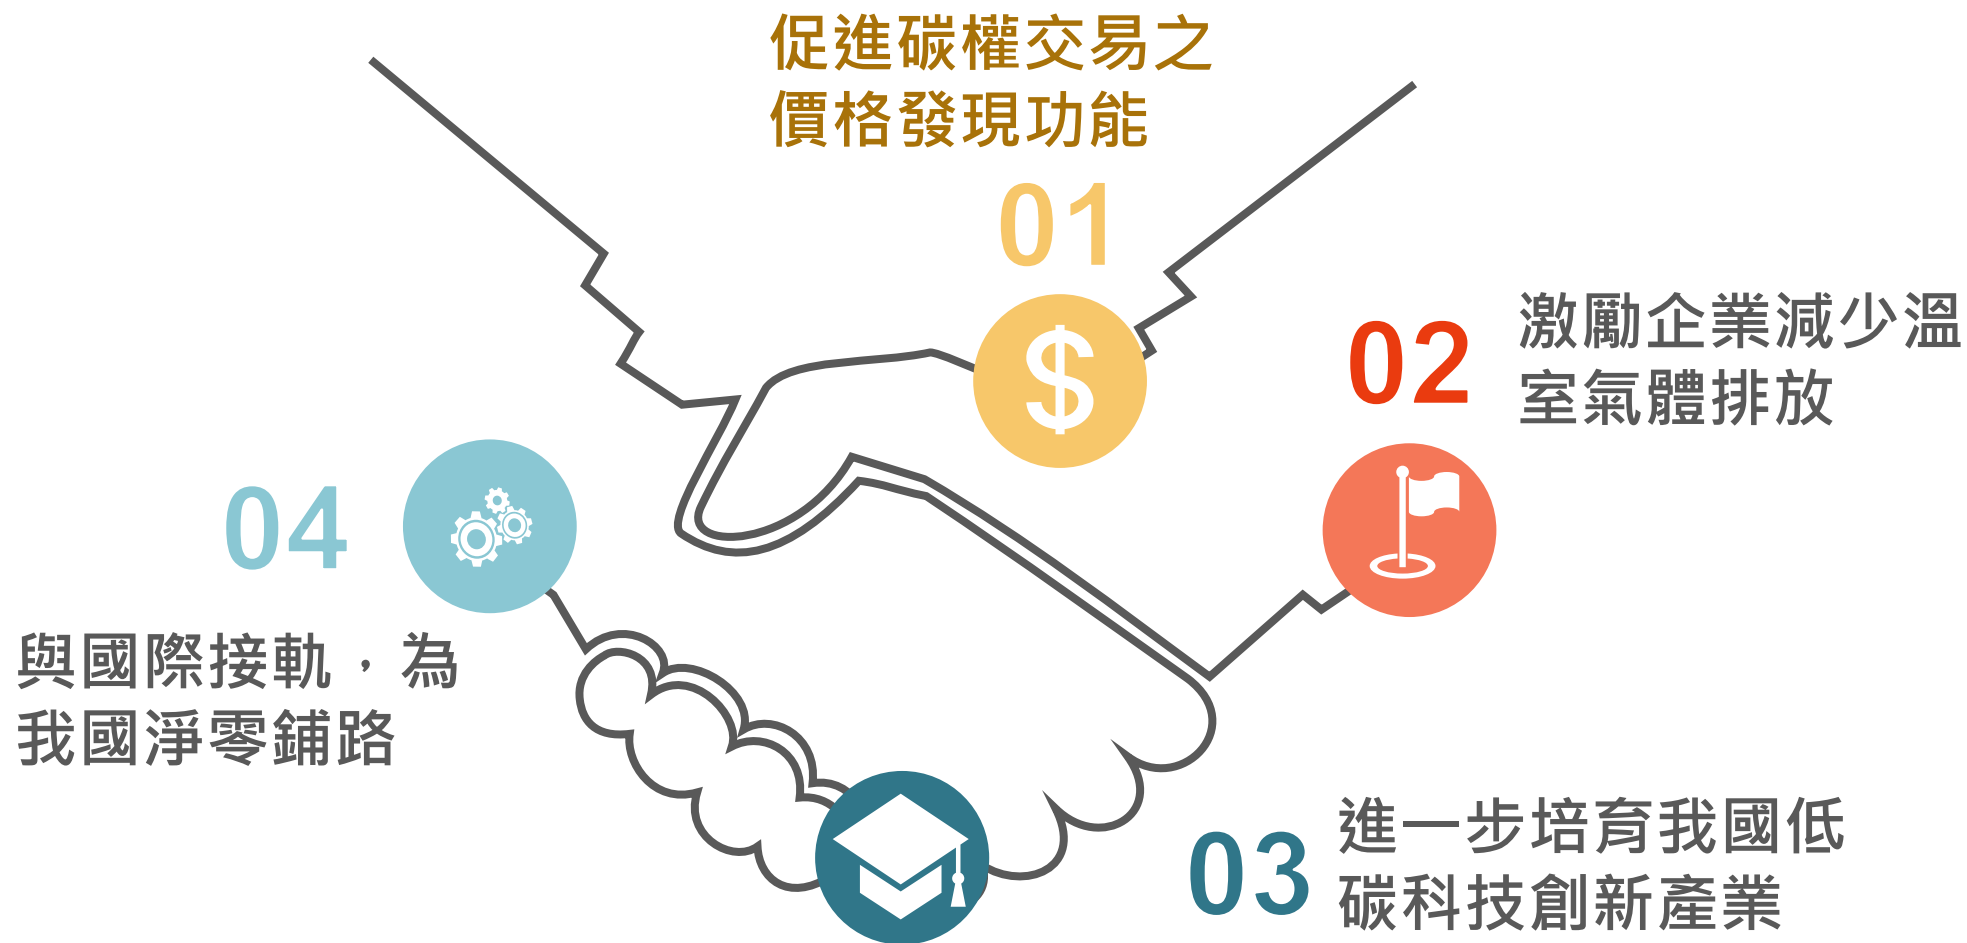 促進碳權交易之
價格發現功能
01
$
02
激勵企業減少溫
室氣體排放
03
進一步培育我國低
碳科技創新產業
04
與國際接軌，為
我國淨零鋪路